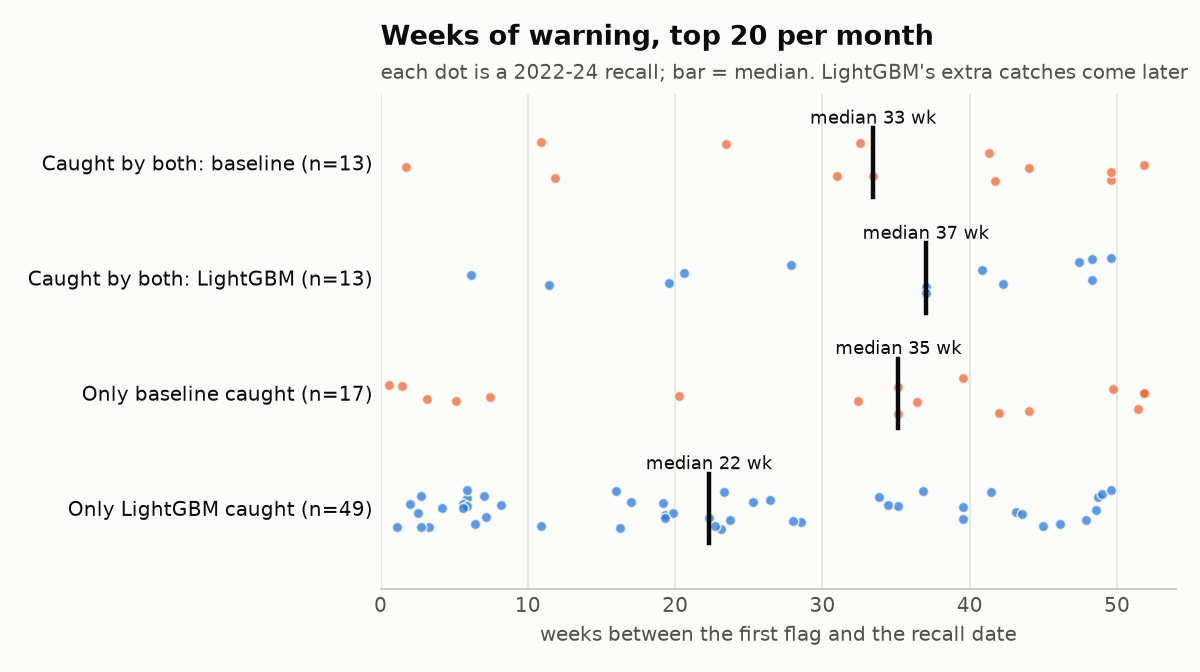 Weeks of warning, top 20 per month
each dot is a 2022-24 recall; bar = median. LightGBM's extra catches come later
median 33 wk
Caught by both: baseline (n=13)
median 37 wk
Caught by both: LightGBM (n=13)
median 35 wk
Only baseline caught (n=17)
median 22 wk
Only LightGBM caught (n=49)
0 10 20 30 40 50
weeks between the first flag and the recall date